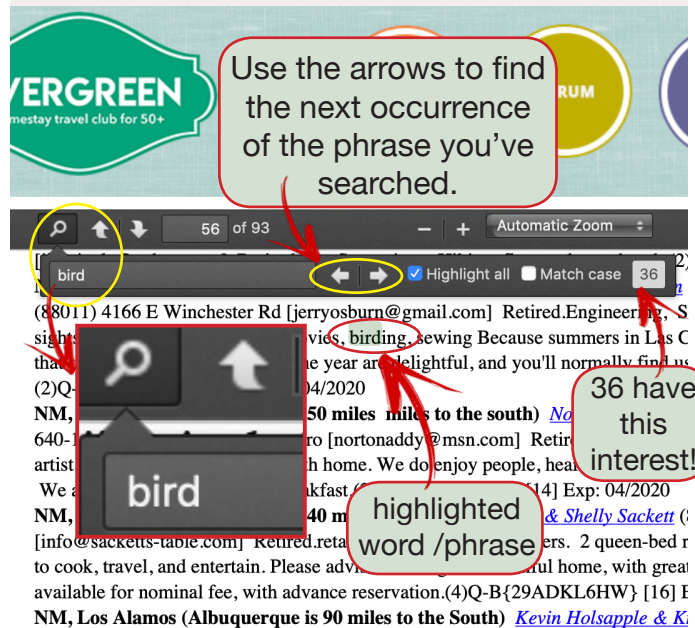 VERGREEN
mestay travel club for 50+
RUM
Use the arrows to find
the next occurrence
of the phrase you've
searched.
56 of 93
— | + Automatic Zoom
bird
Highlight all Match case 36
(88011) 4166 E Winchester Rd [jerryosburn@gmail.com] Retired.Engineering, S
sights vies, birding, sewing Because summers in Las C
tha he year are delightful, and you'll normally find us
(2)Q- 04/2020
36 have
this
interest!
NM, 50 miles miles to the south) No
640-1 ro [nortonaddy@msn.com] Retir
artist h home. We do enjoy people, hea
We a akfast [14] Exp: 04/2020
bird
highlighted
word /phrase
NM, 40 m & Shelly Sackett (
[info@sacketts-table.com] Retired.reta ers. 2 queen-bed r
to cook, travel, and entertain. Please adv ul home, with great
available for nominal fee, with advance reservation.(4)Q-B{29ADKL6HW} [16] E
NM, Los Alamos (Albuquerque is 90 miles to the South) Kevin Holsapple & K